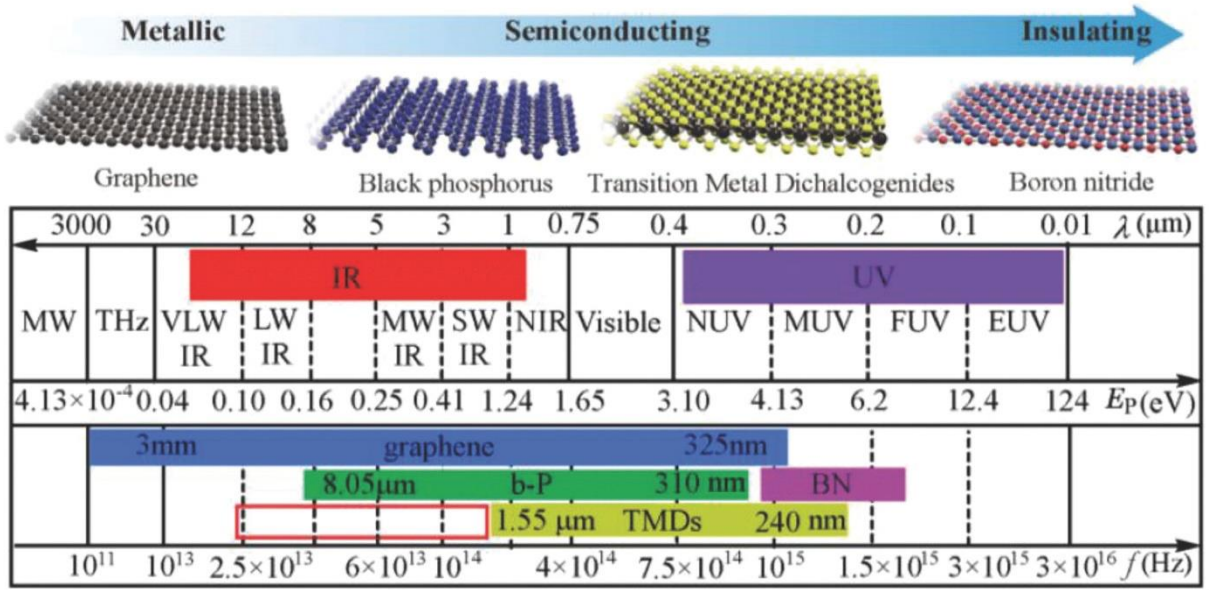 Metallic Semiconducting Insulating
Graphene Black phosphorus Transition Metal Dichalcogenides Boron nitride
3000 30 12 8 5 3 1 0.75 0.4 0.3 0.2 0.1 0.01 λ(μm)
IR UV
MW THz VLW LW MW SW NIR Visible NUV MUV FUV EUV
IR IR IR IR
4.13×10⁻⁴ 0.04 0.10 0.16 0.25 0.41 1.24 1.65 3.10 4.13 6.2 12.4 124 Eₚ(eV)
3mm graphene 325nm
8.05μm b-P 310 nm BN
1.55 μm TMDs 240 nm
10¹¹ 10¹³ 2.5×10¹³ 6×10¹³ 10¹⁴ 4×10¹⁴ 7.5×10¹⁴ 10¹⁵ 1.5×10¹⁵ 3×10¹⁵ 3×10¹⁶ f(Hz)